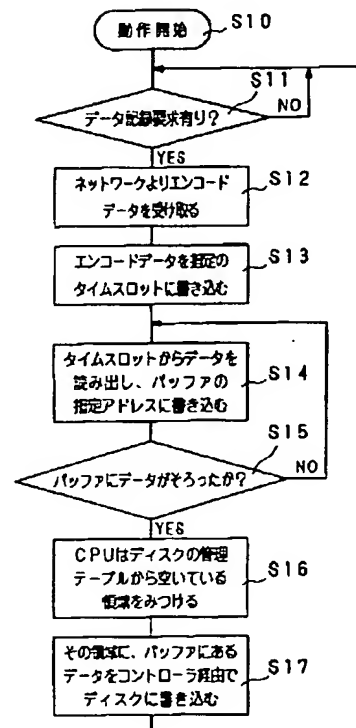 動作開始
S10
S11
データ記録要求有り?
NO
YES
ネットワークよりエンコード
データを受け取る
S12
エンコードデータを指定の
タイムスロットに書き込む
S13
タイムスロットからデータを
読み出し、バッファの
指定アドレスに書き込む
S14
S15
バッファにデータがそろったか?
NO
YES
CPUはディスクの管理
テーブルから空いている
領域をみつける
S16
その領域に、バッファにある
データをコントローラ経由で
ディスクに書き込む
S17